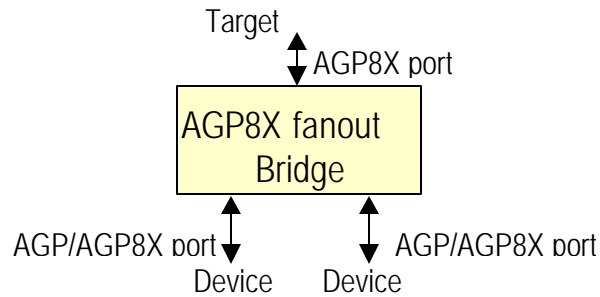 Target
AGP8X port
AGP8X fanout
Bridge
AGP/AGP8X port
AGP/AGP8X port
Device
Device